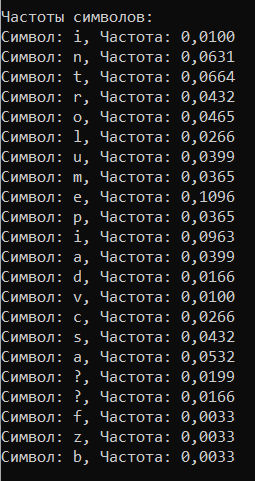 Частоты символов:
Символ: i, Частота: 0,0100
Символ: n, Частота: 0,0631
Символ: t, Частота: 0,0664
Символ: r, Частота: 0,0432
Символ: o, Частота: 0,0465
Символ: l, Частота: 0,0266
Символ: u, Частота: 0,0399
Символ: m, Частота: 0,0365
Символ: e, Частота: 0,1096
Символ: p, Частота: 0,0365
Символ: i, Частота: 0,0963
Символ: a, Частота: 0,0399
Символ: d, Частота: 0,0166
Символ: v, Частота: 0,0100
Символ: c, Частота: 0,0266
Символ: s, Частота: 0,0432
Символ: a, Частота: 0,0532
Символ: ?, Частота: 0,0199
Символ: ?, Частота: 0,0166
Символ: f, Частота: 0,0033
Символ: z, Частота: 0,0033
Символ: b, Частота: 0,0033